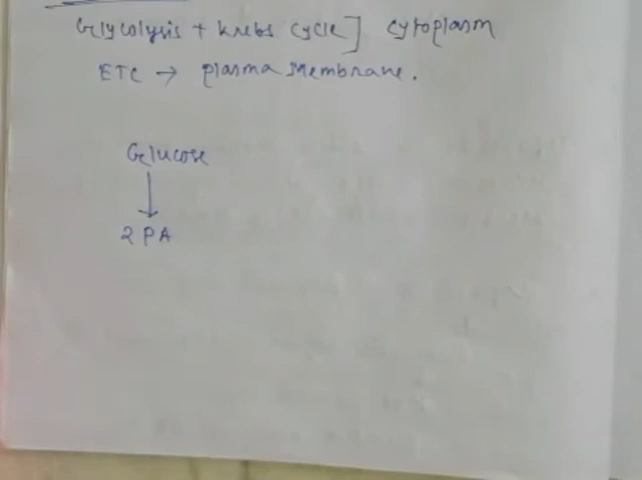 Glycolysis + Krebs cycle] cytoplasm
ETC → plasma Membrane.
Glucose
↓
2 PA